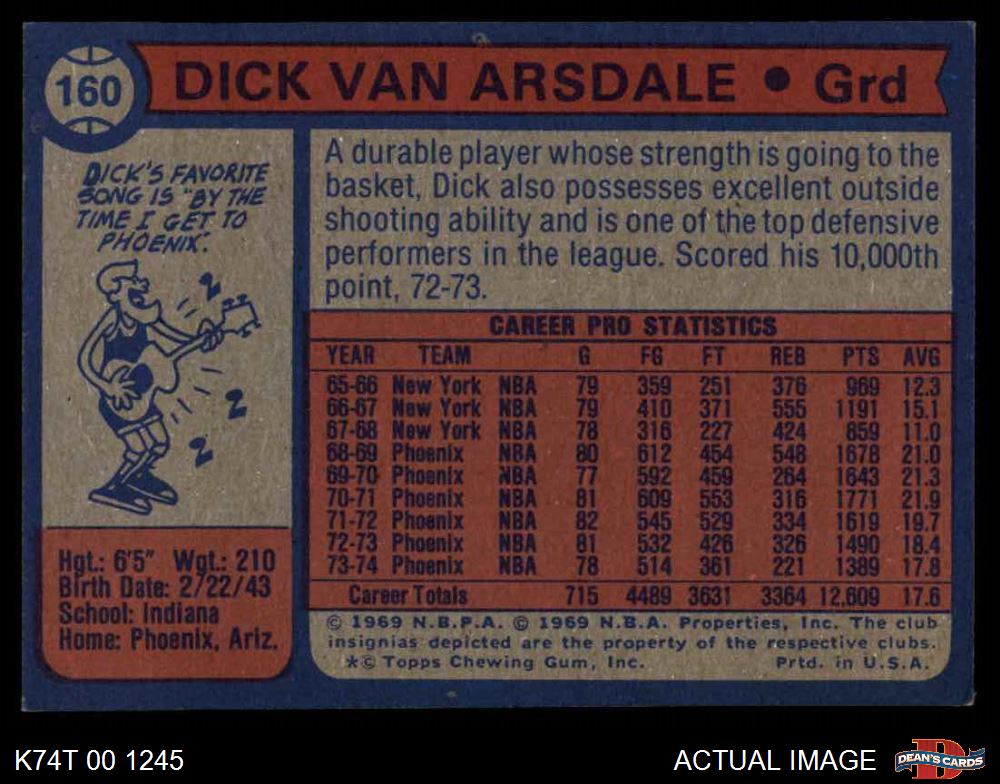 160
DICK VAN ARSDALE • Grd
DICK'S FAVORITE
SONG IS "BY THE
TIME I GET TO
PHOENIX".
A durable player whose strength is going to the
basket, Dick also possesses excellent outside
shooting ability and is one of the top defensive
performers in the league. Scored his 10,000th
point, 72-73.
CAREER PRO STATISTICS
YEAR TEAM G FG FT REB PTS AVG
65-66 New York NBA 79 359 251 376 969 12.3
66-67 New York NBA 79 410 371 555 1191 15.1
67-68 New York NBA 78 316 227 424 859 11.0
68-69 Phoenix NBA 80 612 454 548 1678 21.0
69-70 Phoenix NBA 77 592 459 264 1643 21.3
70-71 Phoenix NBA 81 609 553 316 1771 21.9
71-72 Phoenix NBA 82 545 529 334 1619 19.7
72-73 Phoenix NBA 81 532 426 326 1490 18.4
73-74 Phoenix NBA 78 514 361 221 1389 17.8
Career Totals 715 4489 3631 3364 12,609 17.6
Hgt.: 6'5" Wgt.: 210
Birth Date: 2/22/43
School: Indiana
Home: Phoenix, Ariz.
© 1969 N.B.P.A. © 1969 N.B.A. Properties, Inc. The club
insignias depicted are the property of the respective clubs.
*© Topps Chewing Gum, Inc. Prtd. in U.S.A.
K74T 00 1245
ACTUAL IMAGE
DEAN'S CARDS